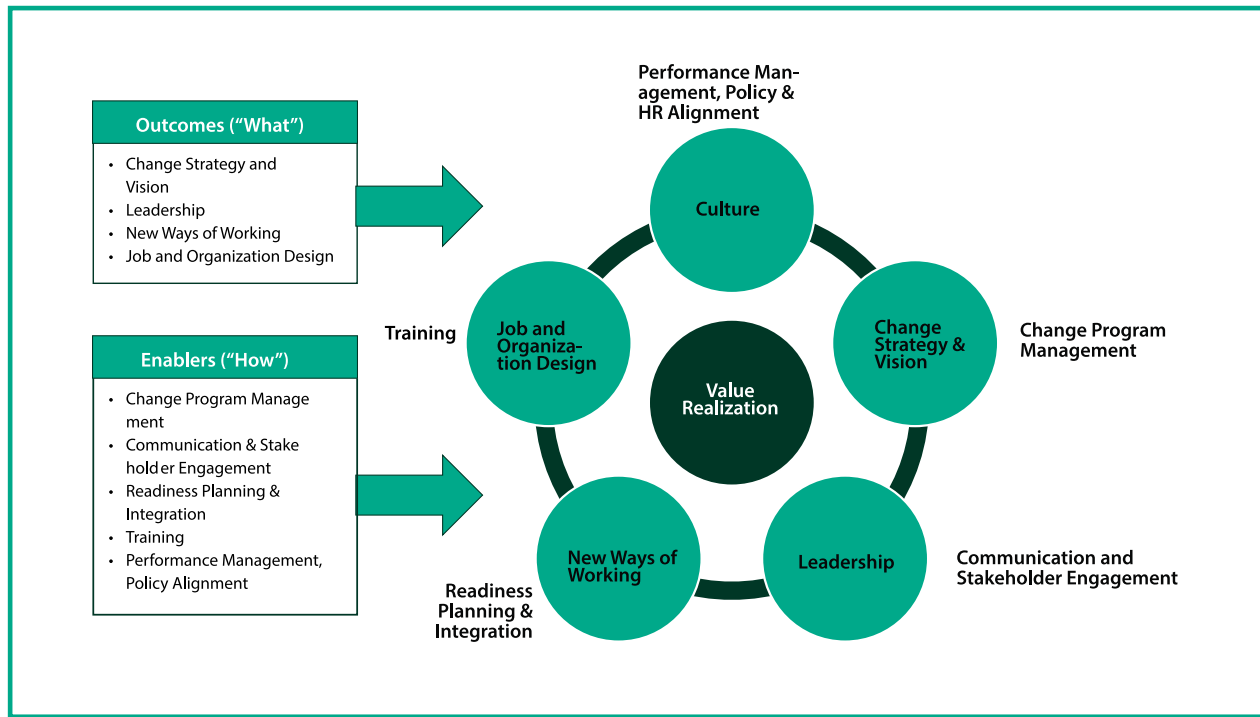 Outcomes (“What”)
• Change Strategy and
Vision
• Leadership
• New Ways of Working
• Job and Organization Design
Enablers (“How”)
• Change Program Manage
ment
• Communication & Stake
holder Engagement
• Readiness Planning &
Integration
• Training
• Performance Management,
Policy Alignment
Performance Man-
agement, Policy &
HR Alignment
Culture
Training
Job and
Organiza-
tion Design
Change
Strategy &
Vision
Change Program
Management
Value
Realization
New Ways of
Working
Leadership
Readiness
Planning &
Integration
Communication and
Stakeholder Engagement